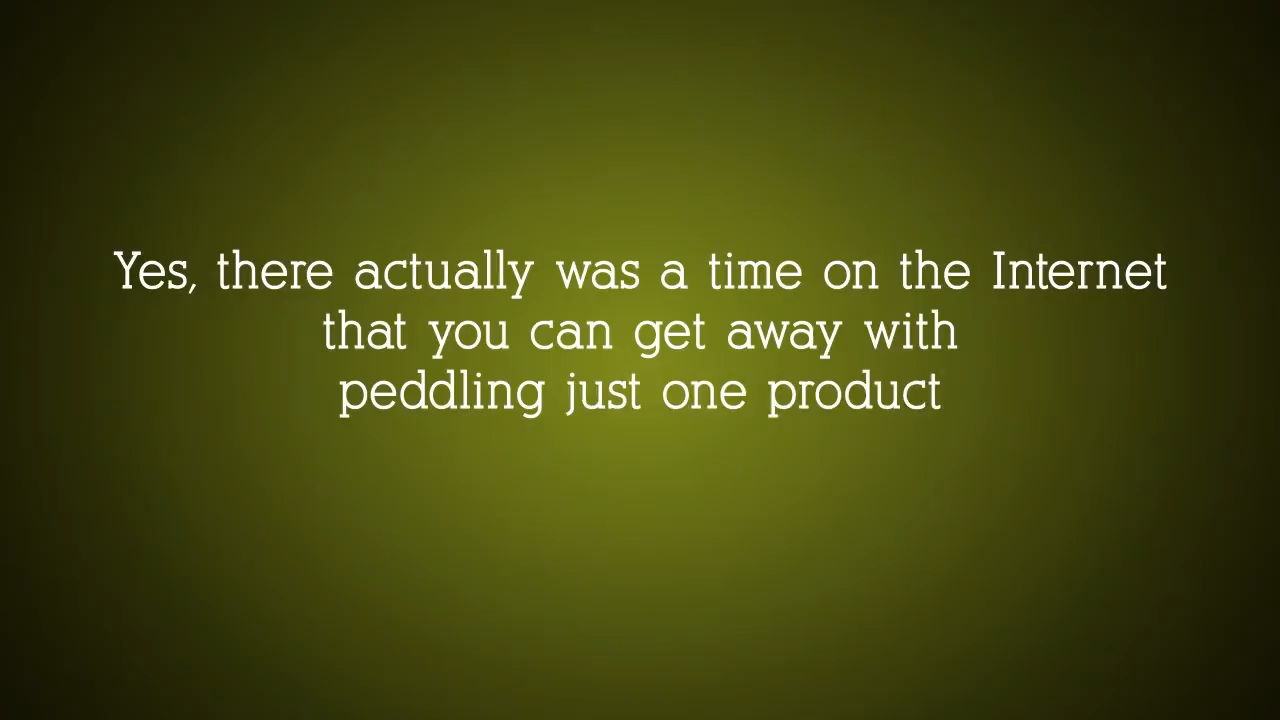 Yes, there actually was a time on the Internet
that you can get away with
peddling just one product